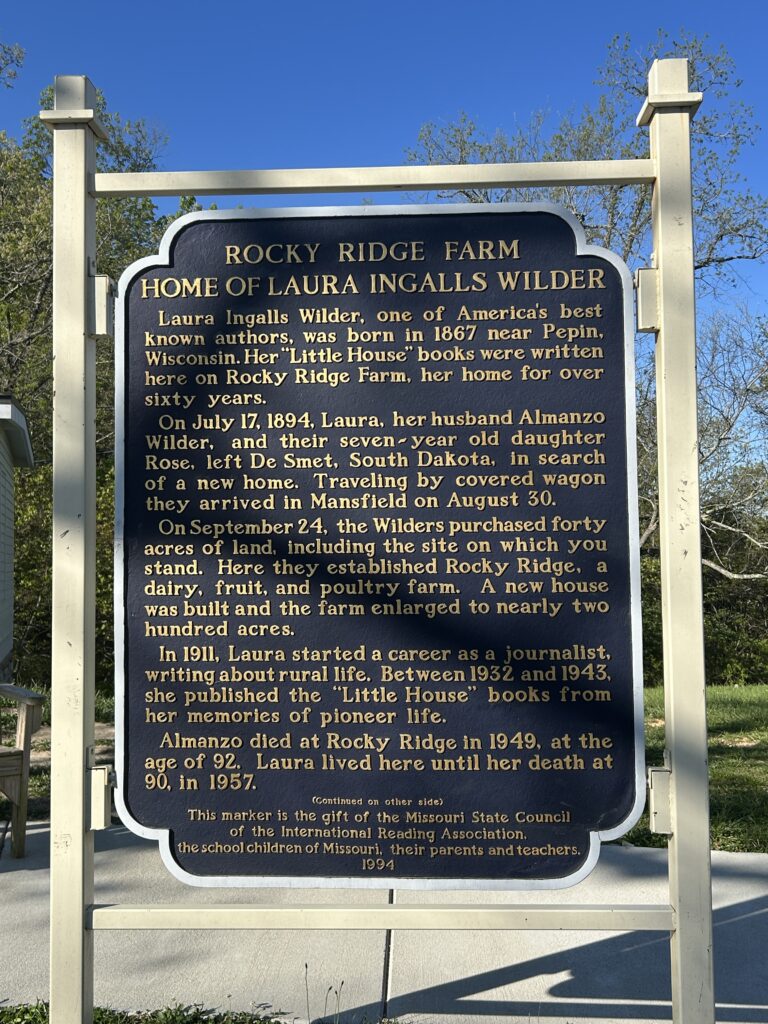 ROCKY RIDGE FARM
HOME OF LAURA INGALLS WILDER
Laura Ingalls Wilder, one of America's best
known authors, was born in 1867 near Pepin,
Wisconsin. Her "Little House" books were written
here on Rocky Ridge Farm, her home for over
sixty years.
On July 17, 1894, Laura, her husband Almanzo
Wilder, and their seven-year old daughter
Rose, left De Smet, South Dakota, in search
of a new home. Traveling by covered wagon
they arrived in Mansfield on August 30.
On September 24, the Wilders purchased forty
acres of land, including the site on which you
stand. Here they established Rocky Ridge, a
dairy, fruit, and poultry farm. A new house
was built and the farm enlarged to nearly two
hundred acres.
In 1911, Laura started a career as a journalist,
writing about rural life. Between 1932 and 1943,
she published the "Little House" books from
her memories of pioneer life.
Almanzo died at Rocky Ridge in 1949, at the
age of 92. Laura lived here until her death at
90, in 1957.
(Continued on other side)
This marker is the gift of the Missouri State Council
of the International Reading Association,
the school children of Missouri, their parents and teachers.
1994